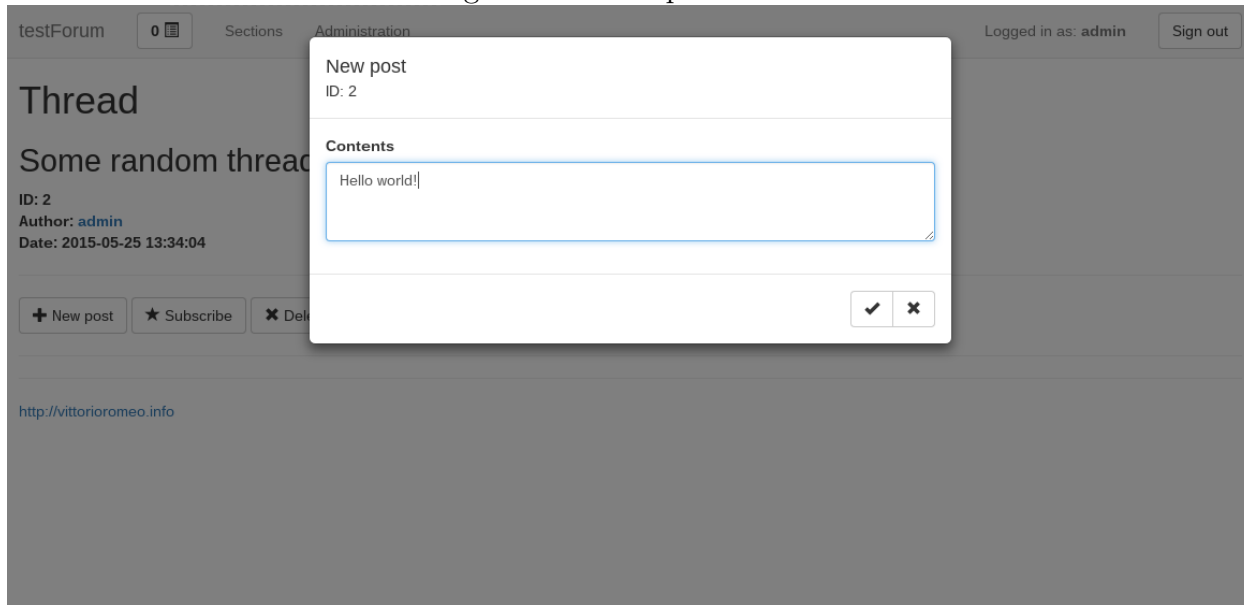 testForum 0 Sections Administration Logged in as: admin Sign out
New post
ID: 2
Thread
Contents
Some random thread
Hello world!
ID: 2
Author: admin
Date: 2015-05-25 13:34:04
New post Subscribe Dele
http://vittorioromeo.info